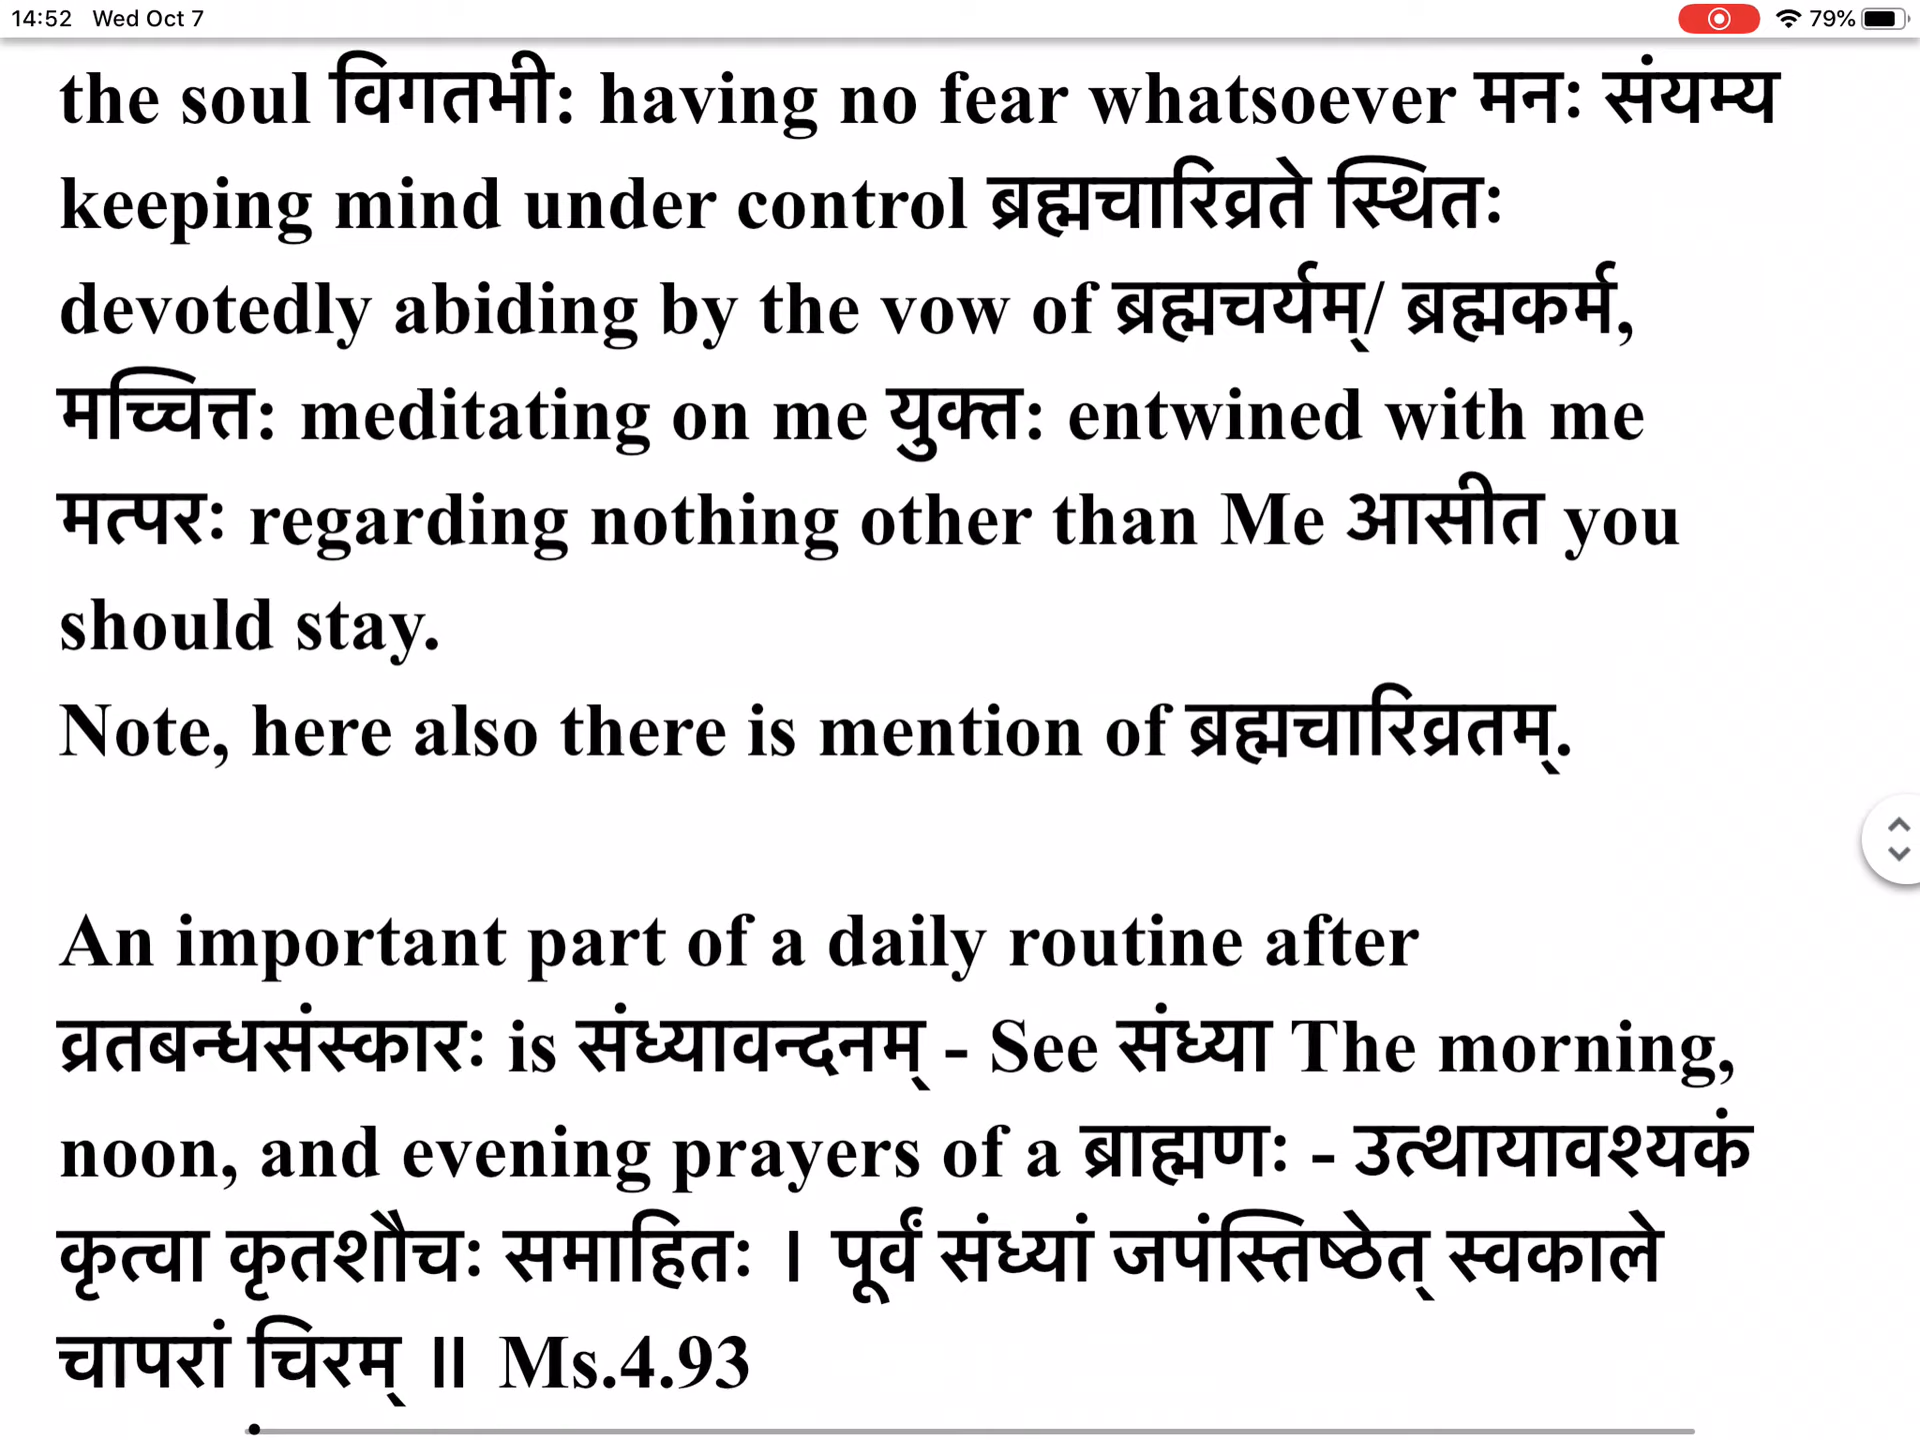 14:52 Wed Oct 7 79%
the soul विगतभी: having no fear whatsoever मनः संयम्य
keeping mind under control ब्रह्मचारिव्रते स्थितः
devotedly abiding by the vow of ब्रह्मचर्यम्/ ब्रह्मकर्म,
मच्चित्त: meditating on me युक्त: entwined with me
मत्परः regarding nothing other than Me आसीत you
should stay.
Note, here also there is mention of ब्रह्मचारिव्रतम्.
An important part of a daily routine after
व्रतबन्धसंस्कारः is संध्यावन्दनम् - See संध्या The morning,
noon, and evening prayers of a ब्राह्मणः - उत्थायावश्यकं
कृत्वा कृतशौचः समाहितः । पूर्वं संध्यां जपंस्तिष्ठेत् स्वकाले
चापरां चिरम् ॥ Ms.4.93